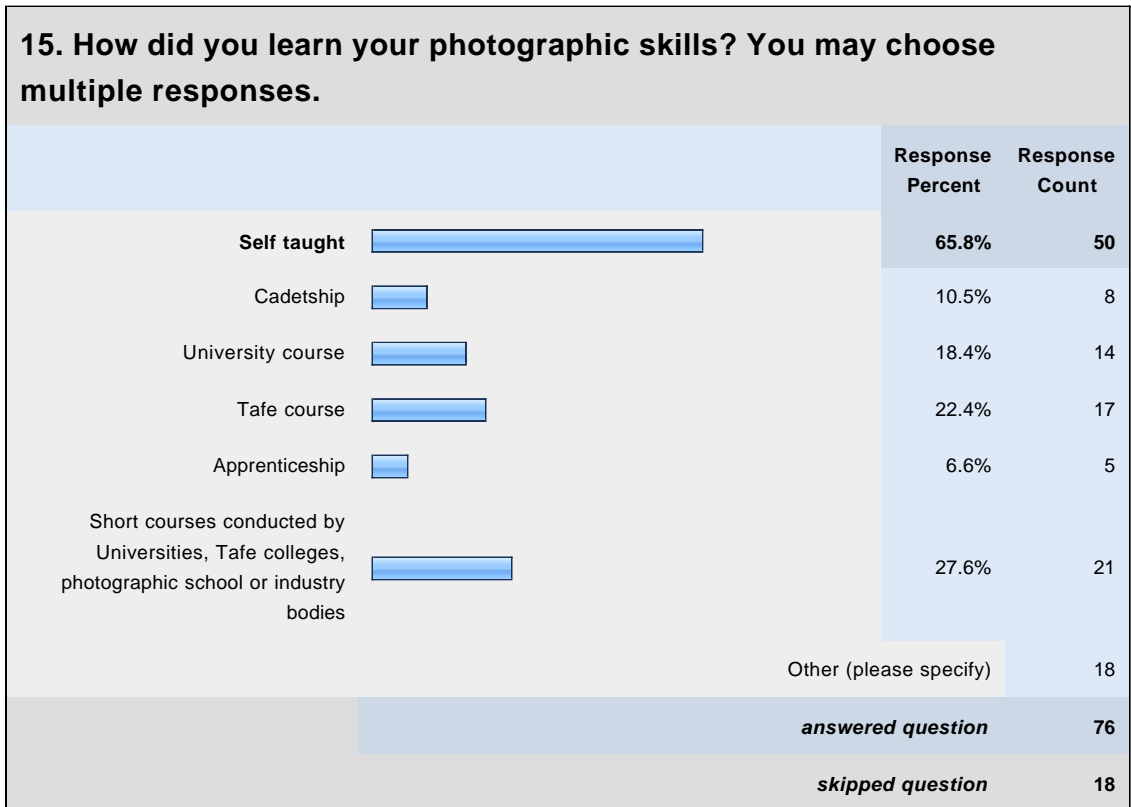 15. How did you learn your photographic skills? You may choose
multiple responses.
Response Percent Response Count
Self taught 65.8% 50
Cadetship 10.5% 8
University course 18.4% 14
Tafe course 22.4% 17
Apprenticeship 6.6% 5
Short courses conducted by
Universities, Tafe colleges,
photographic school or industry
bodies 27.6% 21
Other (please specify) 18
answered question 76
skipped question 18